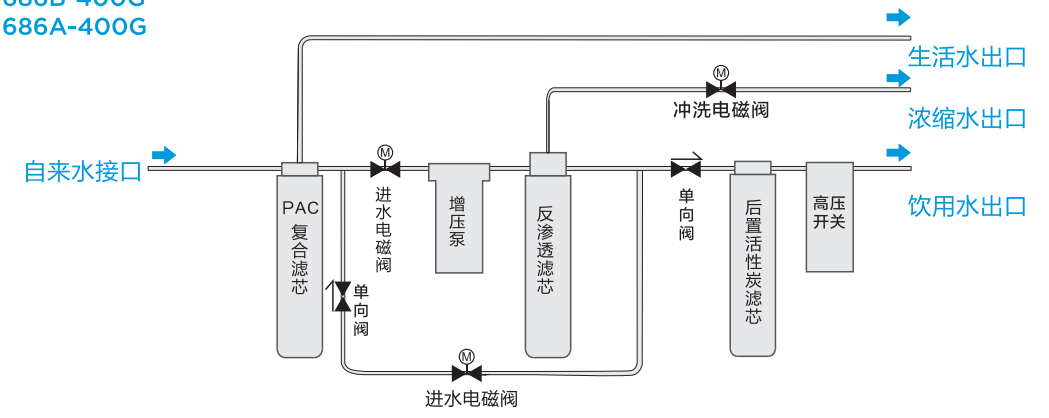 686B-400G
686A-400G
生活水出口
冲洗电磁阀
浓缩水出口
自来水接口
饮用水出口
PAC
复合滤芯
进水电磁阀
增压泵
反渗透滤芯
单向阀
后置活性炭滤芯
高压
开关
单向阀
进水电磁阀
M
M
M